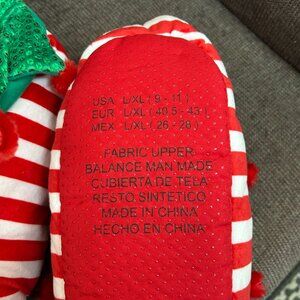 USA L/XL ( 9 - 11 )
EUR L/XL ( 40.5 - 43 )
MEX L/XL ( 26 - 28 )
FABRIC UPPER
BALANCE MAN MADE
CUBIERTA DE TELA
RESTO SINTETICO
MADE IN CHINA
HECHO EN CHINA